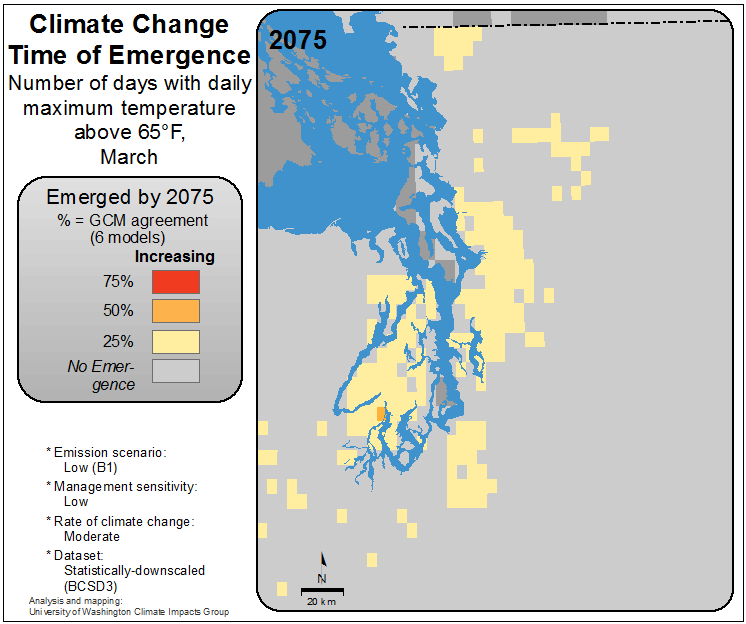 Climate Change
Time of Emergence
Number of days with daily
maximum temperature
above 65°F,
March
Emerged by 2075
% = GCM agreement
(6 models)
Increasing
75%
50%
25%
No Emer-
gence
* Emission scenario:
Low (B1)
* Management sensitivity:
Low
* Rate of climate change:
Moderate
* Dataset:
Statistically-downscaled
(BCSD3)
Analysis and mapping:
University of Washington Climate Impacts Group
2075
N
20 km